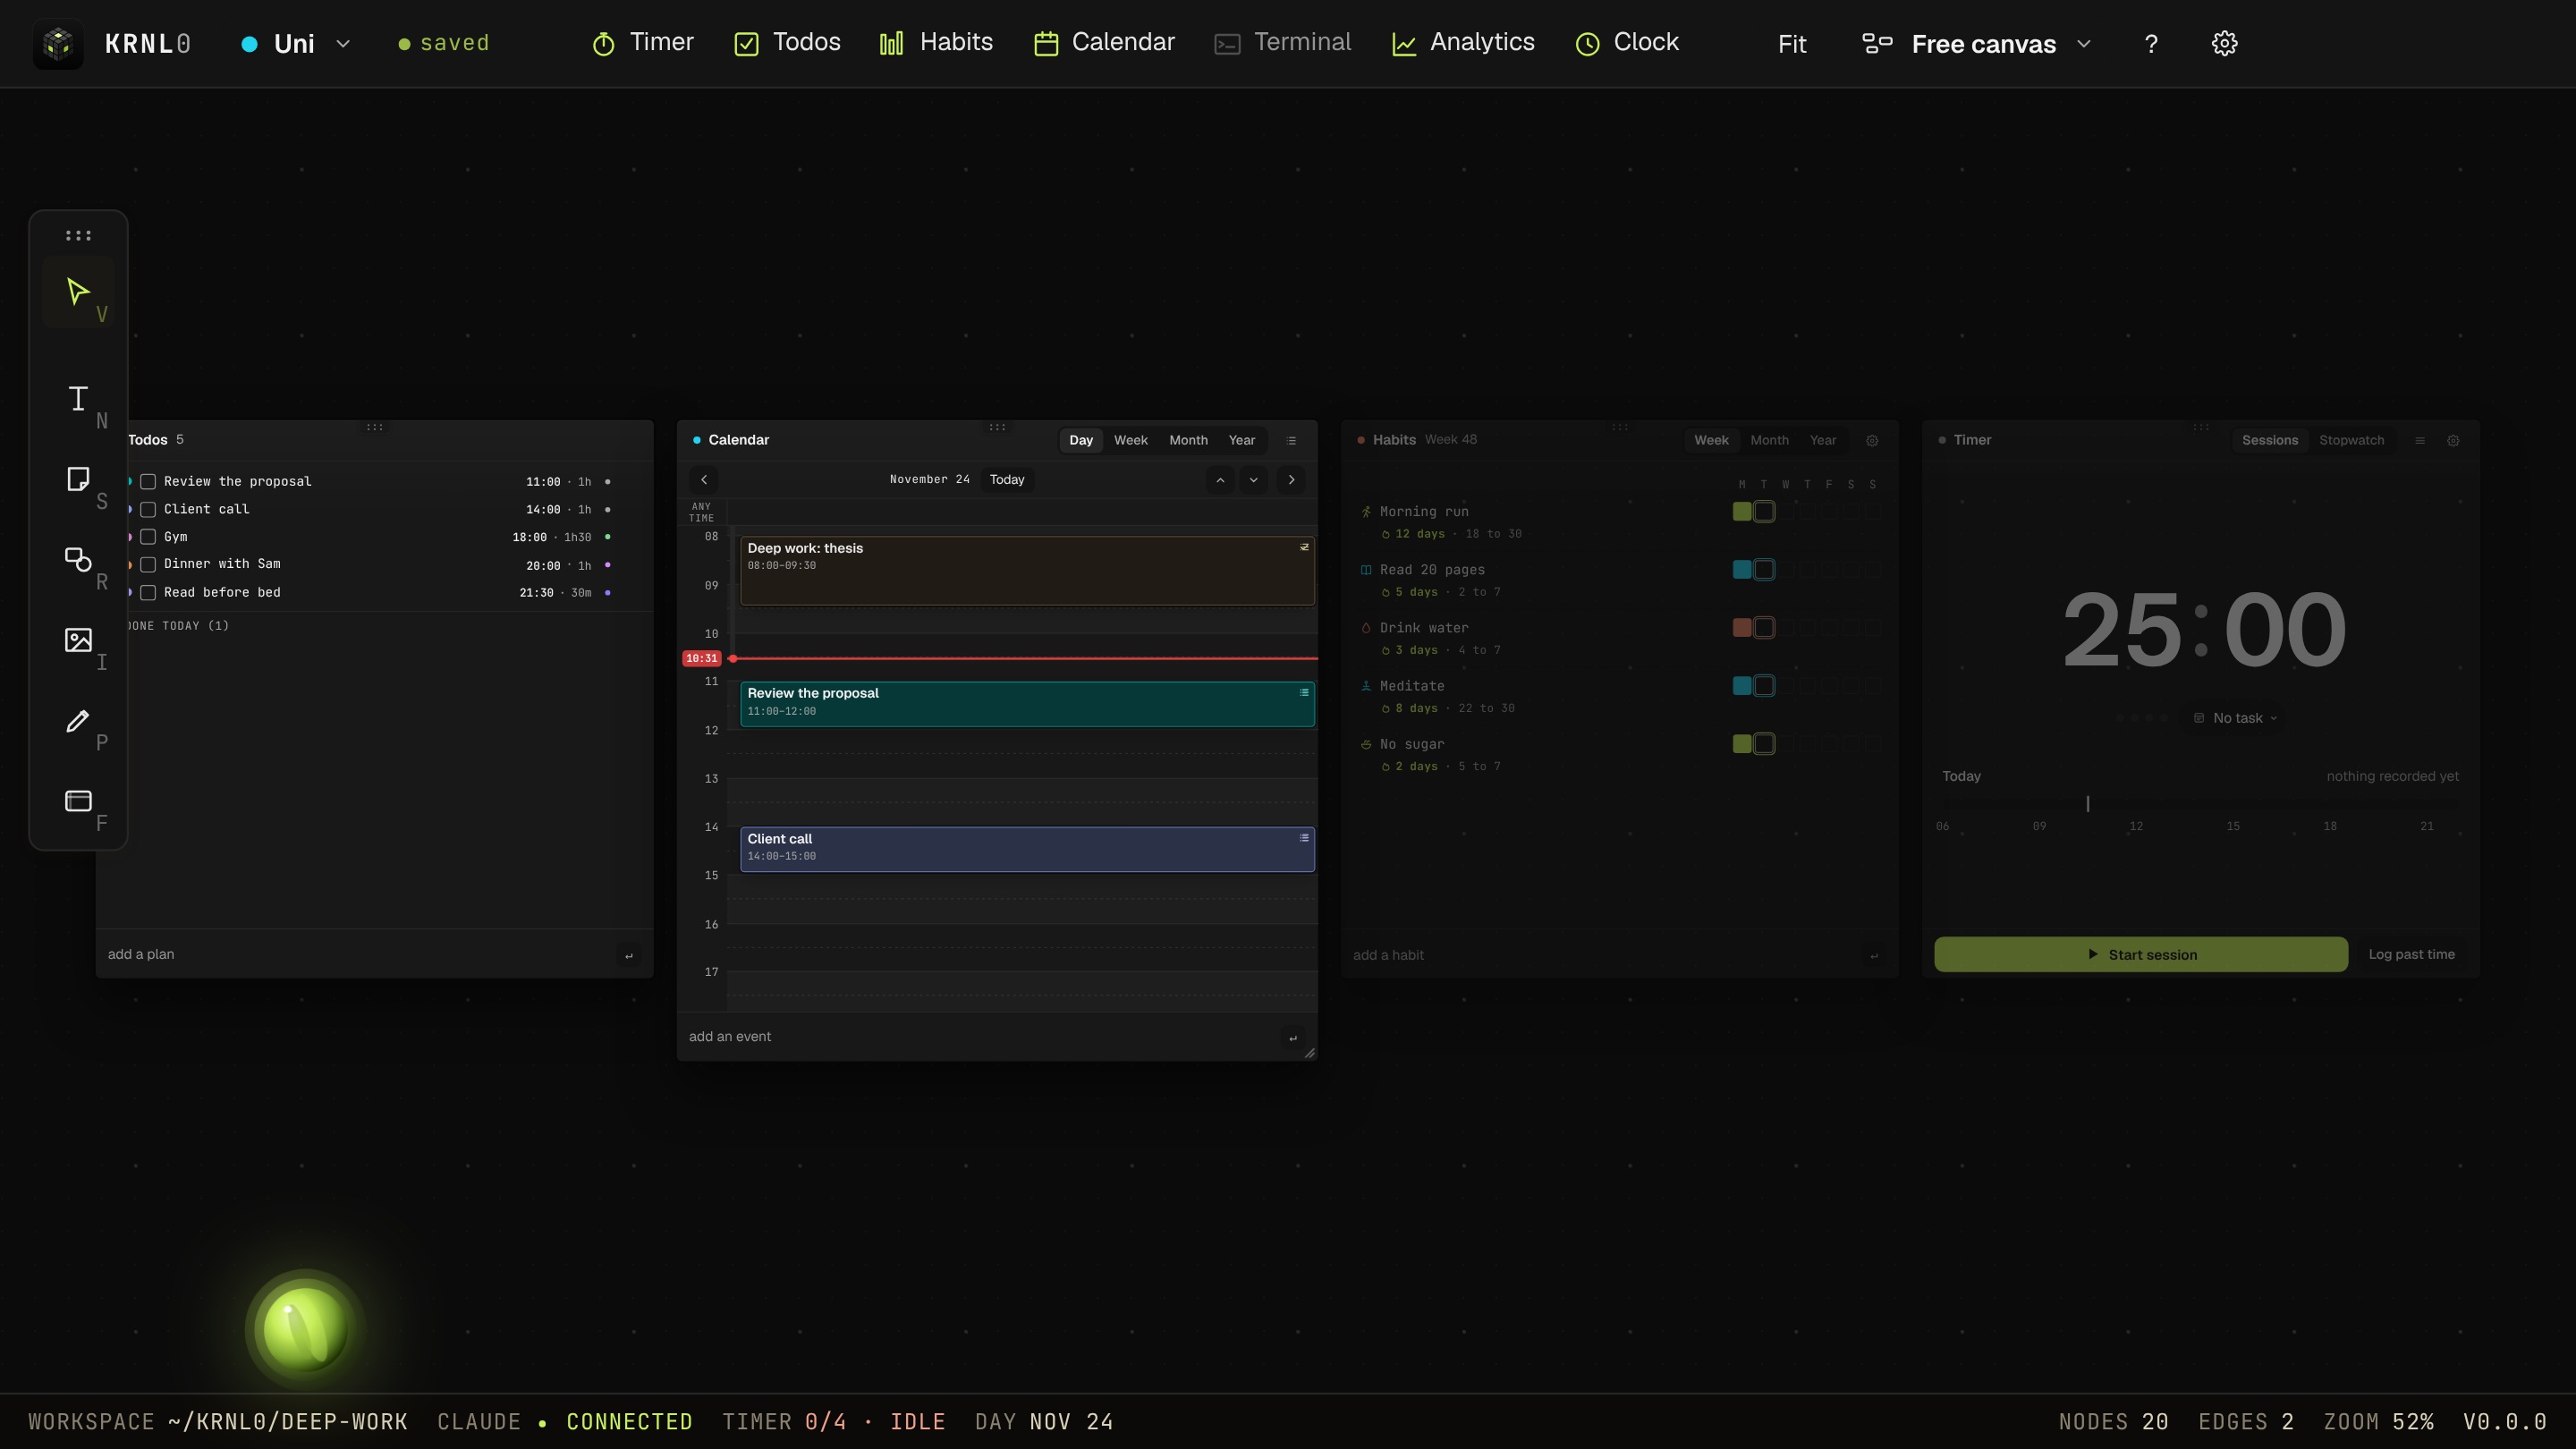 KRNL0 Uni saved Timer Todos Habits Calendar Terminal Analytics Clock Fit Free canvas ?
V
N
S
R
I
P
F
Todos 5
Review the proposal 11:00 · 1h
Client call 14:00 · 1h
Gym 18:00 · 1h30
Dinner with Sam 20:00 · 1h
Read before bed 21:30 · 30m
DONE TODAY (1)
add a plan
Calendar Day Week Month Year
November 24 Today
ANY
TIME
08
Deep work: thesis
08:00–09:30
09
10
10:31
11
Review the proposal
11:00–12:00
12
13
14
Client call
14:00–15:00
15
16
17
add an event
Habits Week 48 Week Month Year
M T W T F S S
Morning run
12 days · 18 to 30
Read 20 pages
5 days · 2 to 7
Drink water
3 days · 4 to 7
Meditate
8 days · 22 to 30
No sugar
2 days · 5 to 7
add a habit
Timer Sessions Stopwatch
25:00
No task
Today nothing recorded yet
06 09 12 15 18 21
Start session Log past time
WORKSPACE ~/KRNL0/DEEP-WORK CLAUDE • CONNECTED TIMER 0/4 · IDLE DAY NOV 24 NODES 20 EDGES 2 ZOOM 52% V0.0.0